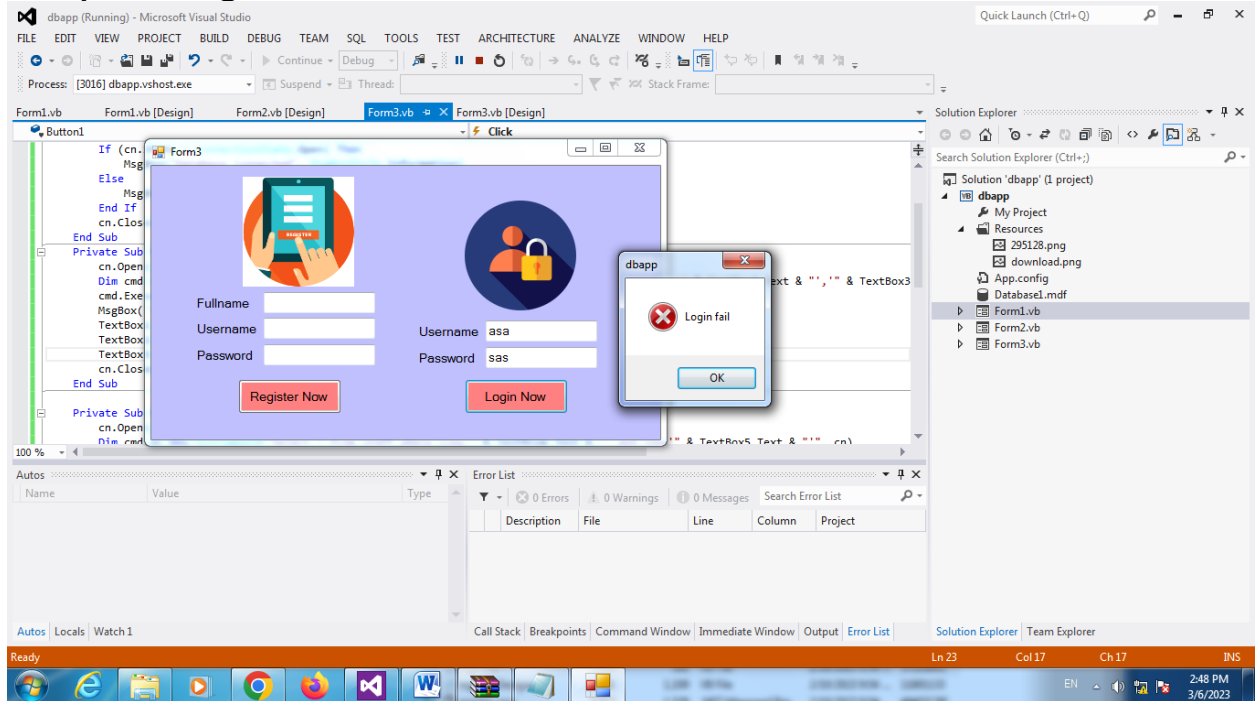 dbapp (Running) - Microsoft Visual Studio
Quick Launch (Ctrl+Q)
FILE EDIT VIEW PROJECT BUILD DEBUG TEAM SQL TOOLS TEST ARCHITECTURE ANALYZE WINDOW HELP
Continue Debug
Process: [3016] dbapp.vshost.exe Suspend Thread: Stack Frame:
Form1.vb Form1.vb [Design] Form2.vb [Design] Form3.vb Form3.vb [Design]
Button1 Click
If (cn.
Msg
Else
Msg
End If
cn.Clos
End Sub
Private Sub
cn.Open
Dim cmd ext & "','" & TextBox3
cmd.Exe
MsgBox(
TextBox
TextBox
TextBox
cn.Clos
End Sub
Private Sub
cn.Open
Dim cmd '" & TextBox5.Text & "'", cn)
Form3
REGISTER
Fullname
Username
Password
Register Now
Username asa
Password sas
Login Now
dbapp
Login fail
OK
100 %
Autos
Name Value Type
Autos Locals Watch 1
Error List
0 Errors 0 Warnings 0 Messages Search Error List
Description File Line Column Project
Call Stack Breakpoints Command Window Immediate Window Output Error List
Solution Explorer
Search Solution Explorer (Ctrl+;)
Solution 'dbapp' (1 project)
VB dbapp
My Project
Resources
295128.png
download.png
App.config
Database1.mdf
Form1.vb
Form2.vb
Form3.vb
Solution Explorer Team Explorer
Ready Ln 23 Col 17 Ch 17 INS
EN 2:48 PM
3/6/2023